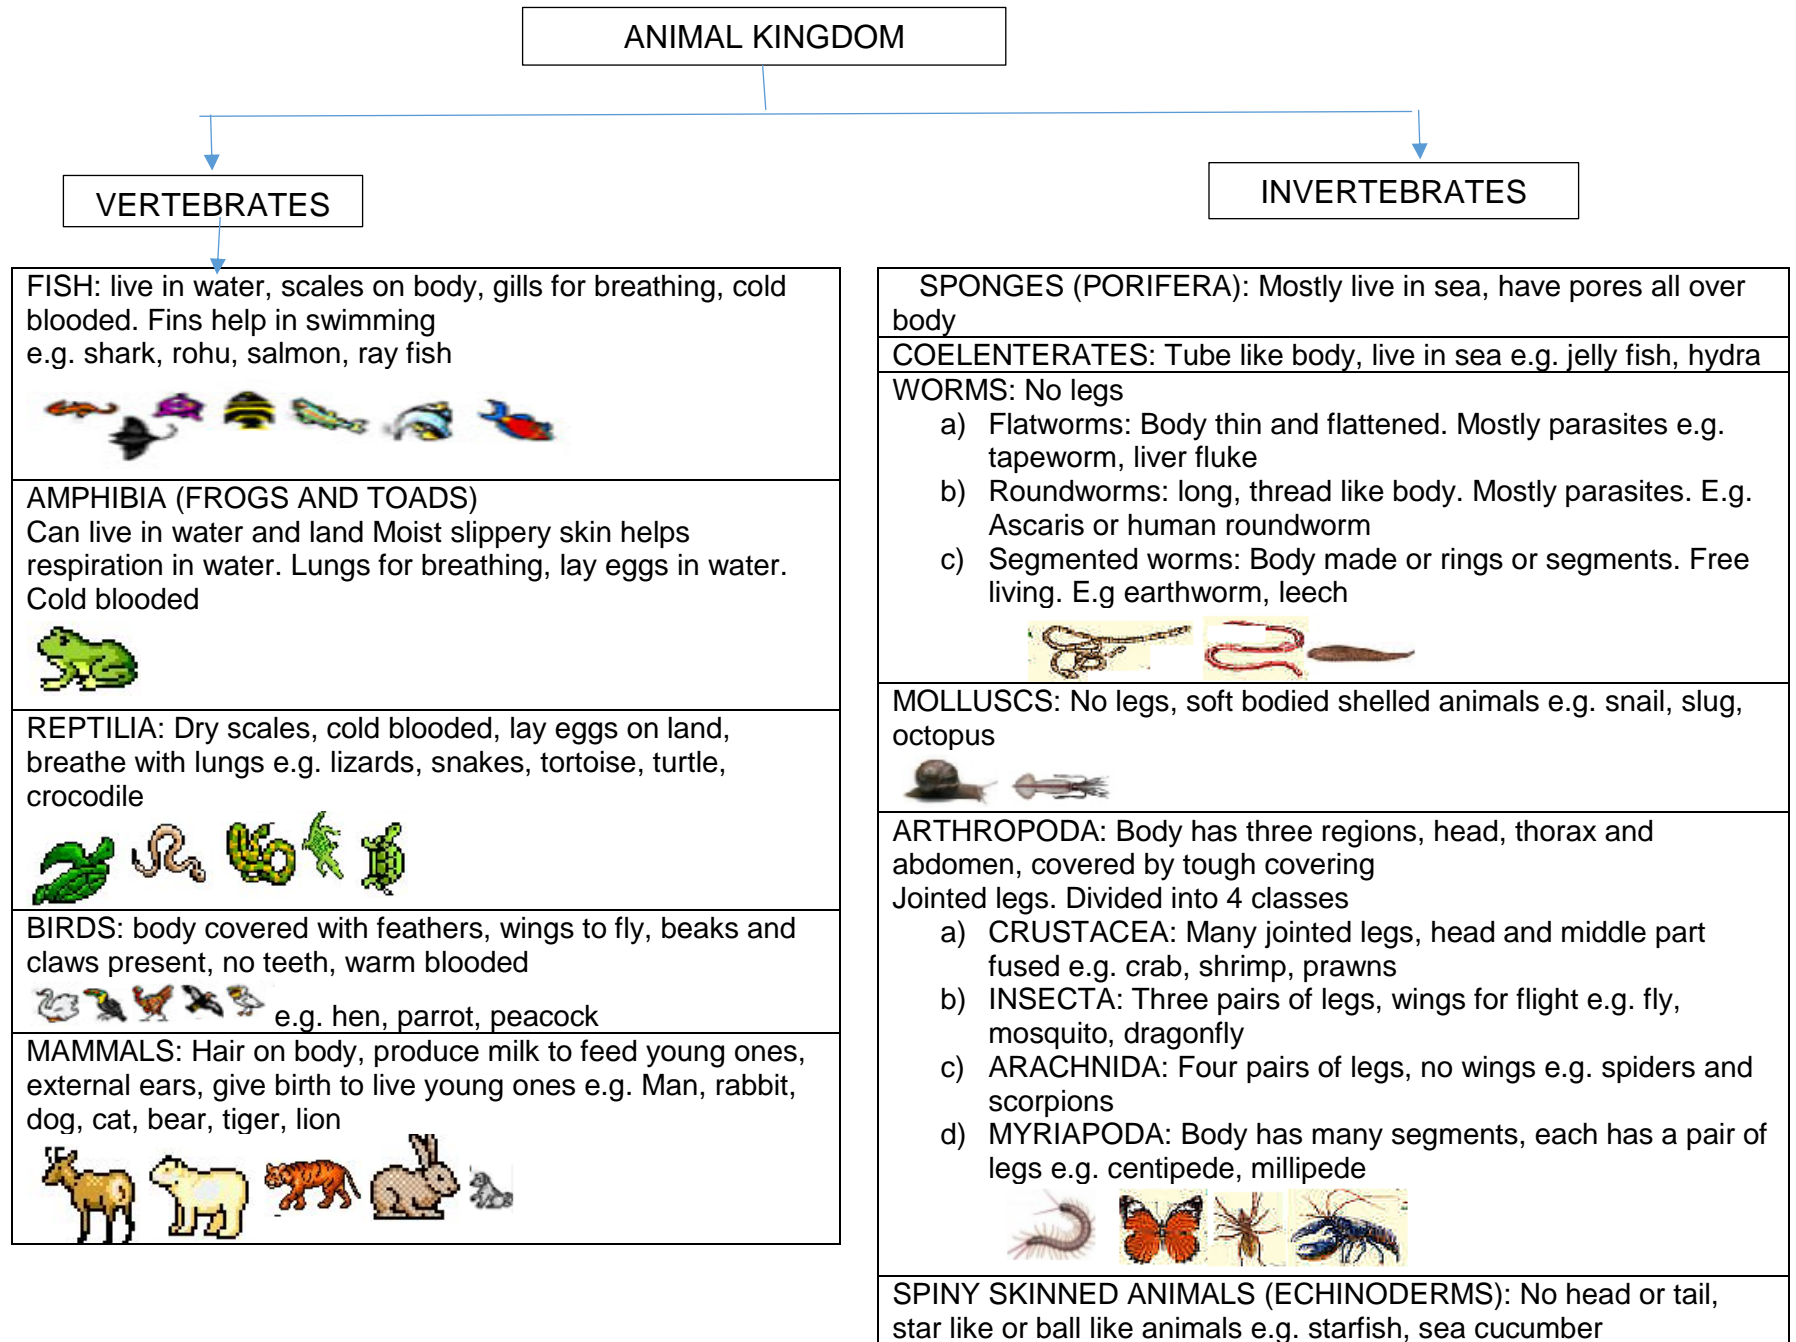 ANIMAL KINGDOM
VERTEBRATES
INVERTEBRATES
FISH: live in water, scales on body, gills for breathing, cold
blooded. Fins help in swimming
e.g. shark, rohu, salmon, ray fish
AMPHIBIA (FROGS AND TOADS)
Can live in water and land Moist slippery skin helps
respiration in water. Lungs for breathing, lay eggs in water.
Cold blooded
REPTILIA: Dry scales, cold blooded, lay eggs on land,
breathe with lungs e.g. lizards, snakes, tortoise, turtle,
crocodile
BIRDS: body covered with feathers, wings to fly, beaks and
claws present, no teeth, warm blooded
e.g. hen, parrot, peacock
MAMMALS: Hair on body, produce milk to feed young ones,
external ears, give birth to live young ones e.g. Man, rabbit,
dog, cat, bear, tiger, lion
SPONGES (PORIFERA): Mostly live in sea, have pores all over
body
COELENTERATES: Tube like body, live in sea e.g. jelly fish, hydra
WORMS: No legs
a) Flatworms: Body thin and flattened. Mostly parasites e.g.
tapeworm, liver fluke
b) Roundworms: long, thread like body. Mostly parasites. E.g.
Ascaris or human roundworm
c) Segmented worms: Body made or rings or segments. Free
living. E.g earthworm, leech
MOLLUSCS: No legs, soft bodied shelled animals e.g. snail, slug,
octopus
ARTHROPODA: Body has three regions, head, thorax and
abdomen, covered by tough covering
Jointed legs. Divided into 4 classes
a) CRUSTACEA: Many jointed legs, head and middle part
fused e.g. crab, shrimp, prawns
b) INSECTA: Three pairs of legs, wings for flight e.g. fly,
mosquito, dragonfly
c) ARACHNIDA: Four pairs of legs, no wings e.g. spiders and
scorpions
d) MYRIAPODA: Body has many segments, each has a pair of
legs e.g. centipede, millipede
SPINY SKINNED ANIMALS (ECHINODERMS): No head or tail,
star like or ball like animals e.g. starfish, sea cucumber